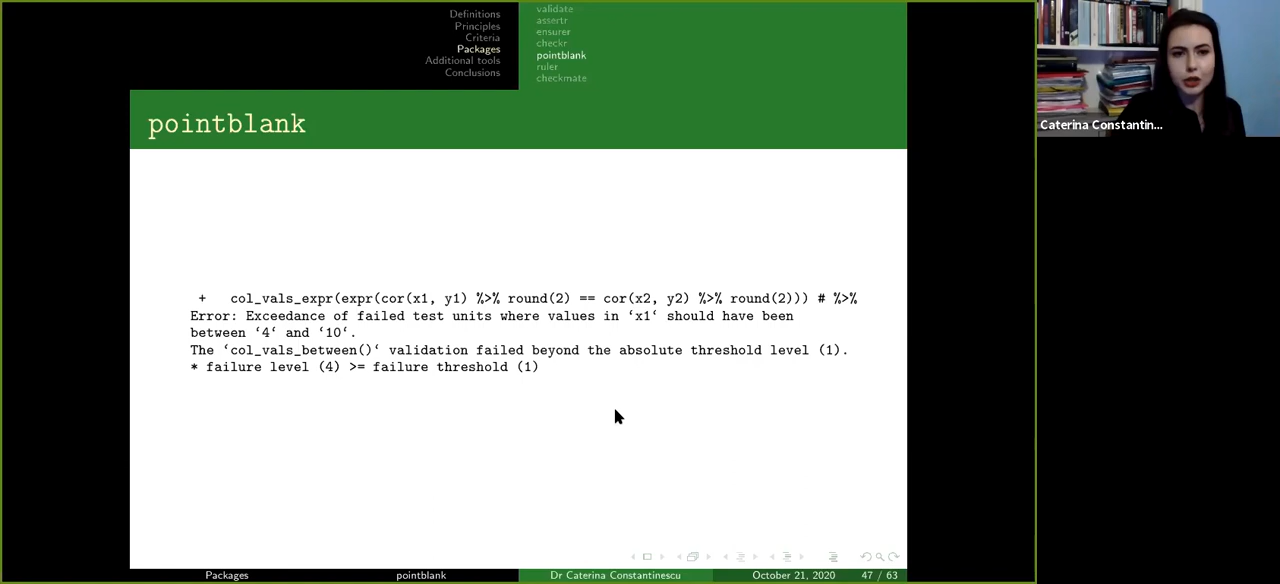 Definitions
Principles
Criteria
Packages
Additional tools
Conclusions
validate
assertr
ensurer
checkr
pointblank
ruler
checkmate
Caterina Constantin...
pointblank
+   col_vals_expr(expr(cor(x1, y1) %>% round(2) == cor(x2, y2) %>% round(2))) # %>%
Error: Exceedance of failed test units where values in ‘x1‘ should have been
between ‘4‘ and ‘10‘.
The ‘col_vals_between()‘ validation failed beyond the absolute threshold level (1).
* failure level (4) >= failure threshold (1)
Packages pointblank Dr Caterina Constantinescu October 21, 2020 47 / 63